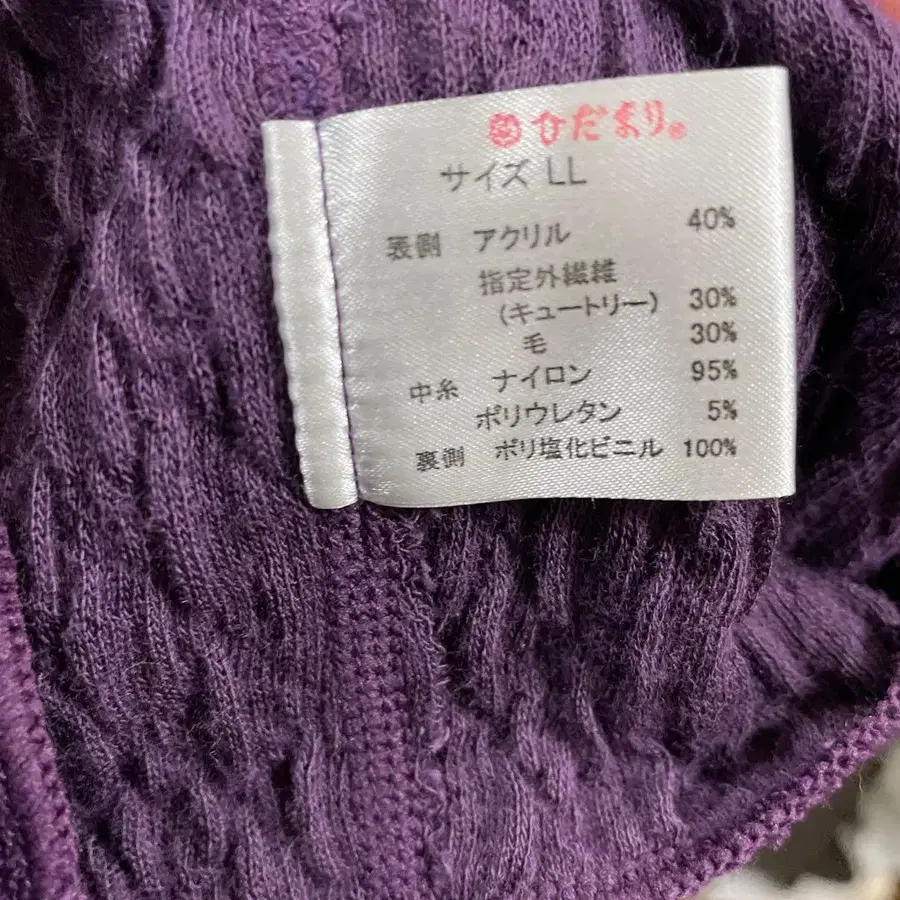 ひだまり®
サイズ LL
表側 アクリル 40%
指定外繊維
(キュートリー) 30%
毛 30%
中糸 ナイロン 95%
ポリウレタン 5%
裏側 ポリ塩化ビニル 100%